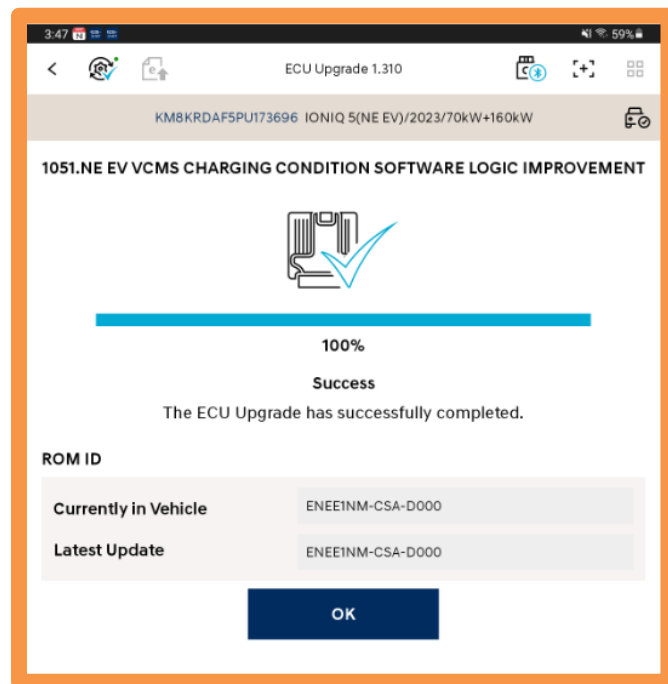 3:47 59%
ECU Upgrade 1.310
KM8KRDAF5PU173696 IONIQ 5(NE EV)/2023/70kW+160kW
1051.NE EV VCMS CHARGING CONDITION SOFTWARE LOGIC IMPROVEMENT
100%
Success
The ECU Upgrade has successfully completed.
ROM ID
Currently in Vehicle ENEE1NM-CSA-D000
Latest Update ENEE1NM-CSA-D000
OK